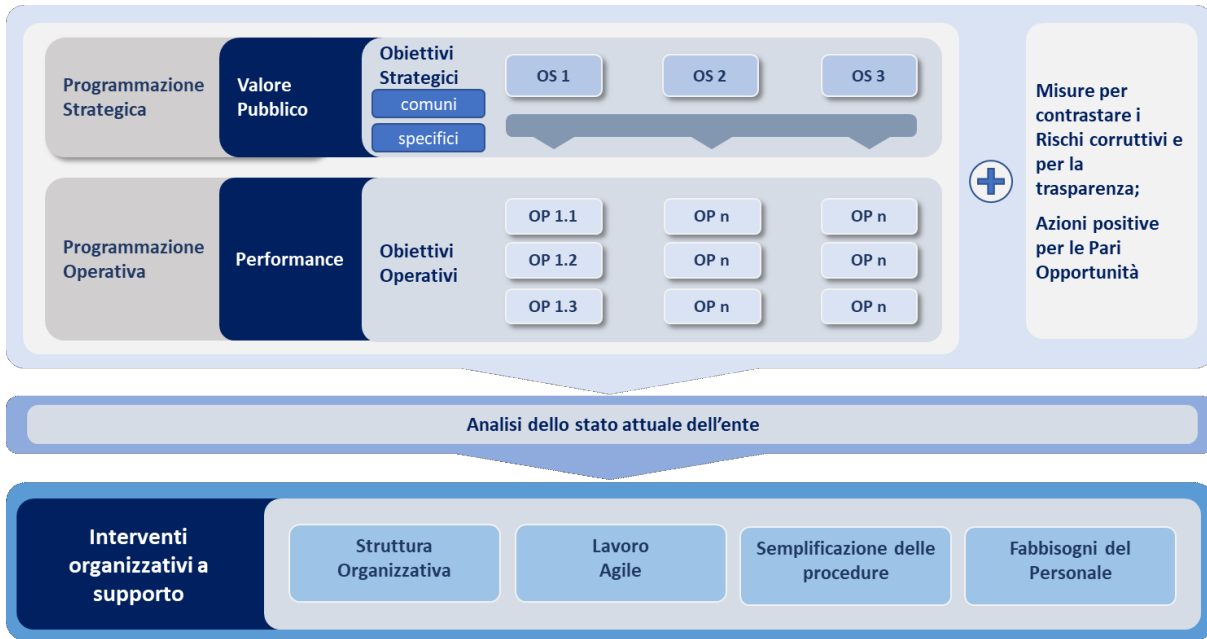 Programmazione
Strategica
Valore
Pubblico
Obiettivi
Strategici
comuni
specifici
OS 1
OS 2
OS 3
Programmazione
Operativa
Performance
Obiettivi
Operativi
OP 1.1
OP n
OP n
OP 1.2
OP n
OP n
OP 1.3
OP n
OP n
Misure per
contrastare i
Rischi corruttivi e
per la
trasparenza;
Azioni positive
per le Pari
Opportunità
Analisi dello stato attuale dell’ente
Interventi
organizzativi a
supporto
Struttura
Organizzativa
Lavoro
Agile
Semplificazione delle
procedure
Fabbisogni del
Personale